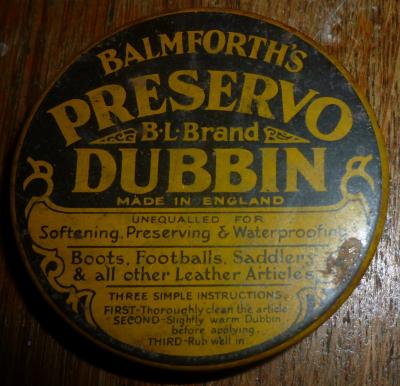 BALMFORTH'S
PRESERVO
B·L·Brand
DUBBIN
MADE IN ENGLAND
UNEQUALLED FOR
Softening, Preserving & Waterproofing
Boots, Footballs, Saddlery
& all other Leather Articles
THREE SIMPLE INSTRUCTIONS.
FIRST-Thoroughly clean the article
SECOND-Slightly warm Dubbin
before applying.
THIRD-Rub well in.